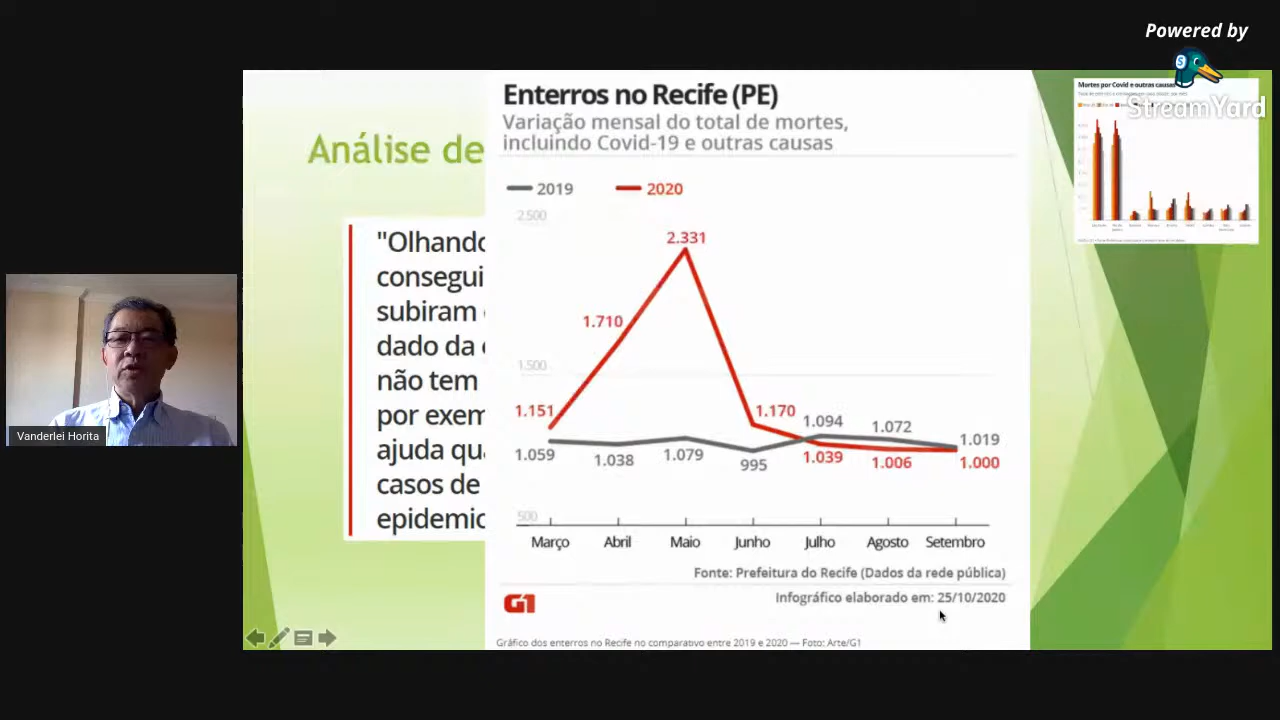 Powered by
StreamYard
Análise de
"Olhando
consegui
subiram
dado da
não tem
por exem
ajuda qu
casos de
epidemic
Enterros no Recife (PE)
Variação mensal do total de mortes,
incluindo Covid-19 e outras causas
2019 2020
2.500
2.331
1.710
1.500
1.151 1.170 1.094 1.072 1.019
1.059 1.038 1.079 995 1.039 1.006 1.000
500
Março Abril Maio Junho Julho Agosto Setembro
Fonte: Prefeitura do Recife (Dados da rede pública)
Infográfico elaborado em: 25/10/2020
G1
Gráfico dos enterros no Recife no comparativo entre 2019 e 2020 — Foto: Arte/G1
Mortes por Covid e outras causas
Vanderlei Horita